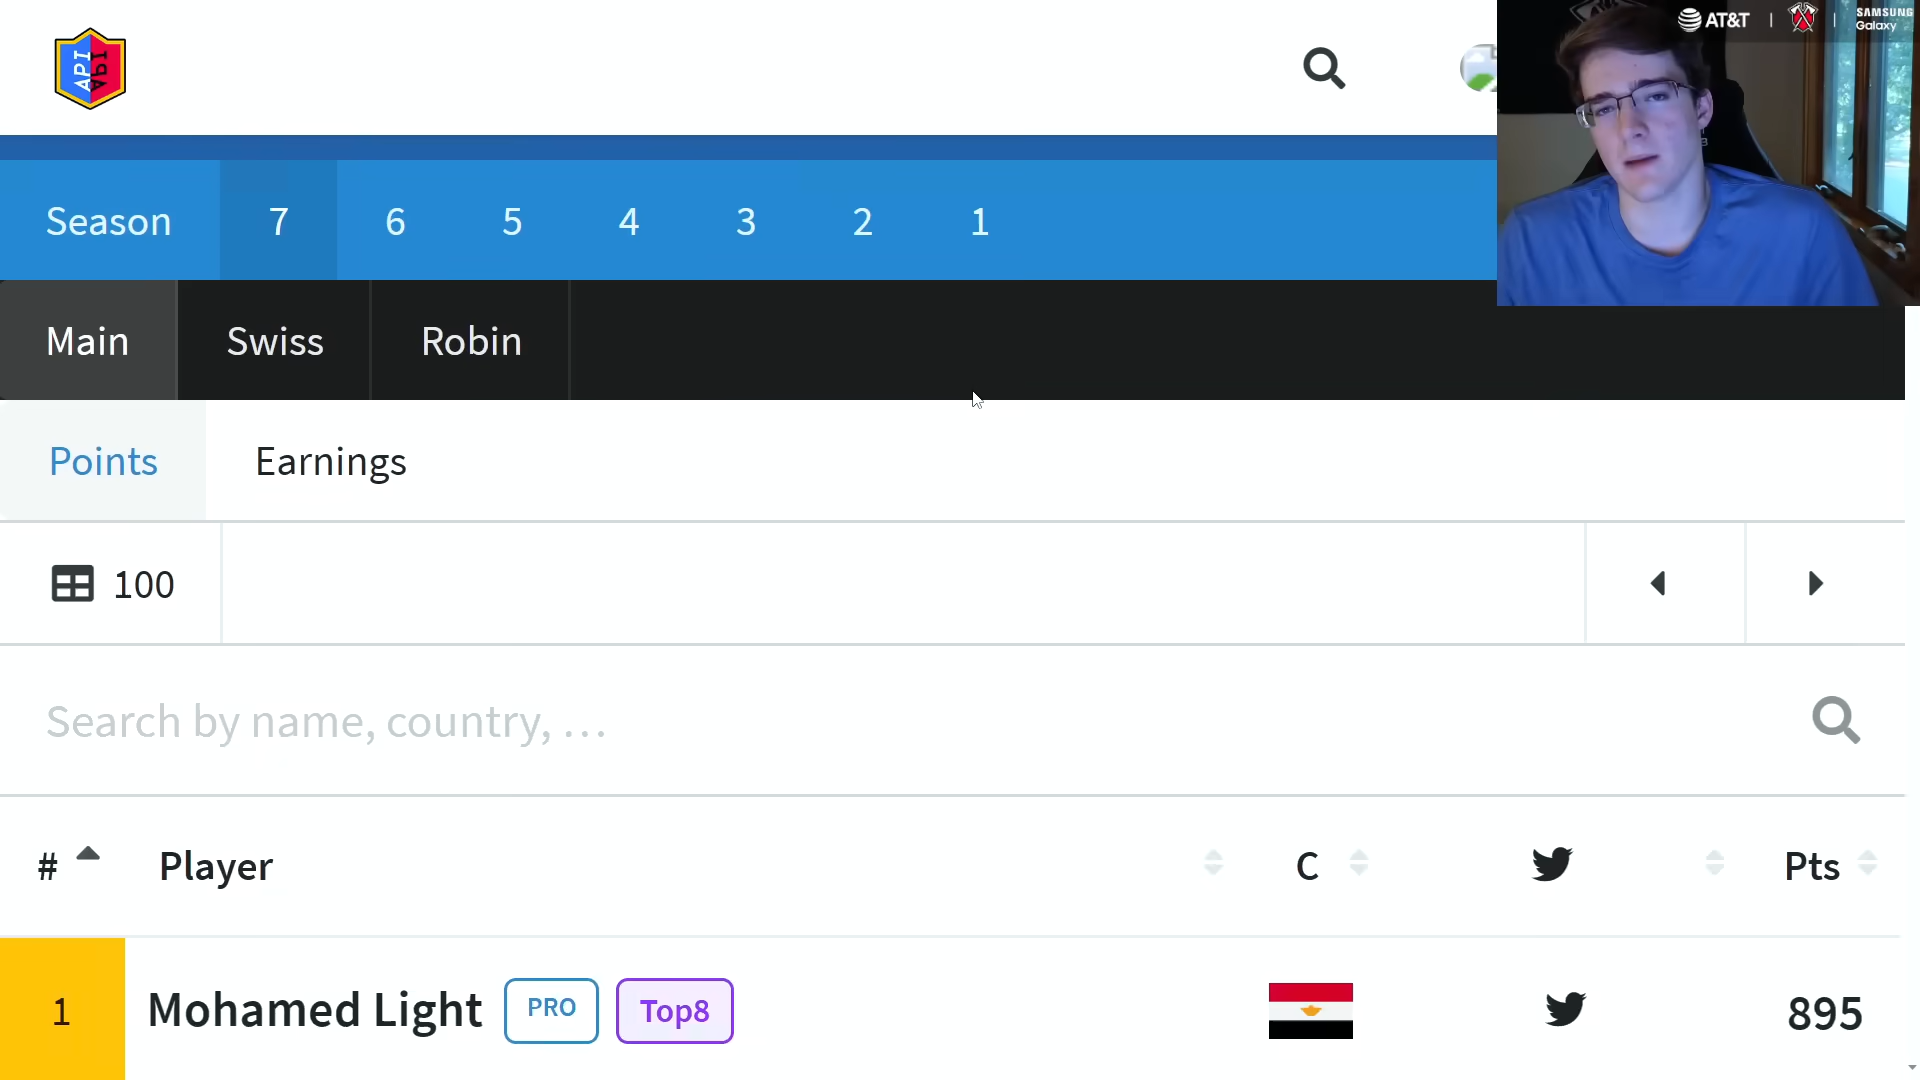 API
API
AT&T | | SAMSUNG Galaxy
Season 7 6 5 4 3 2 1
Main Swiss Robin
Points Earnings
100
Search by name, country, ...
# Player C Pts
1 Mohamed Light PRO Top8 895